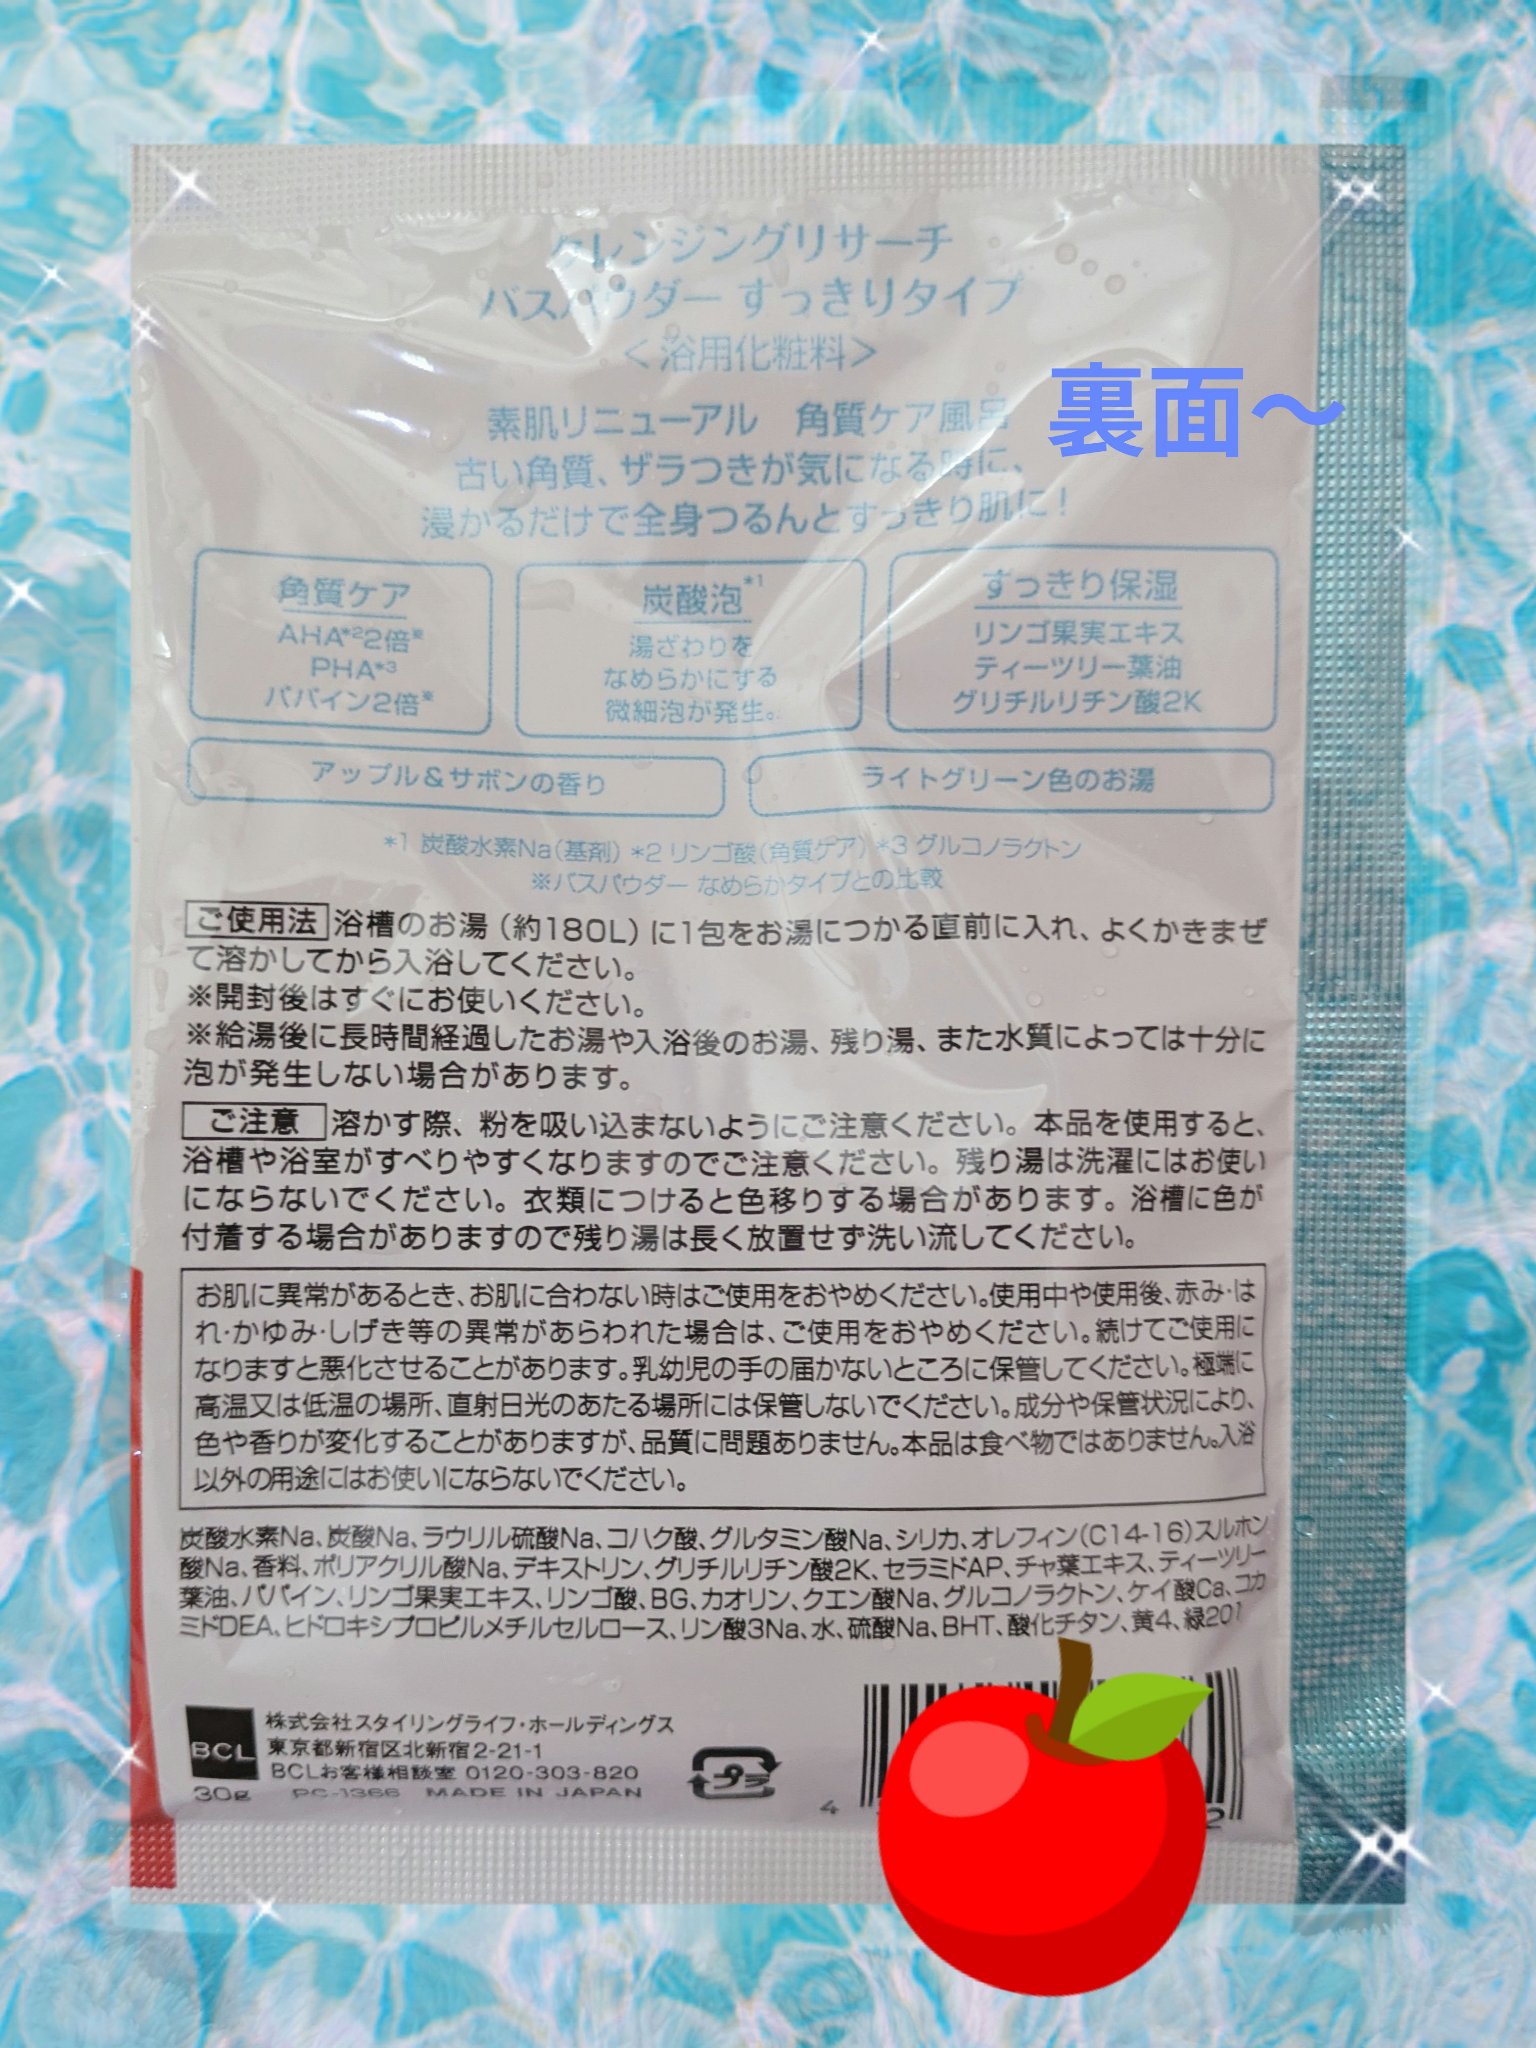 クレンジングリサーチ
バスパウダー すっきりタイプ
<浴用化粧料>
裏面〜
素肌リニューアル 角質ケア風呂
古い角質、ザラつきが気になる時に、
浸かるだけで全身つるんとすっきり肌に!
角質ケア
AHA*²2倍※
PHA*³
パパイン2倍※
炭酸泡*¹
湯ざわりを
なめらかにする
微細泡が発生。
すっきり保湿
リンゴ果実エキス
ティーツリー葉油
グリチルリチン酸2K
アップル&サボンの香り
ライトグリーン色のお湯
*1 炭酸水素Na(基剤) *2 リンゴ酸(角質ケア) *3 グルコノラクトン
※バスパウダー なめらかタイプとの比較
ご使用法 浴槽のお湯(約180L)に1包をお湯につかる直前に入れ、よくかきまぜ
て溶かしてから入浴してください。
※開封後はすぐにお使いください。
※給湯後に長時間経過したお湯や入浴後のお湯、残り湯、また水質によっては十分に
泡が発生しない場合があります。
ご注意 溶かす際、粉を吸い込まないようにご注意ください。本品を使用すると、
浴槽や浴室がすべりやすくなりますのでご注意ください。残り湯は洗濯にはお使い
にならないでください。衣類につけると色移りする場合があります。浴槽に色が
付着する場合がありますので残り湯は長く放置せず洗い流してください。
お肌に異常があるとき、お肌に合わない時はご使用をおやめください。使用中や使用後、赤み・は
れ・かゆみ・しげき等の異常があらわれた場合は、ご使用をおやめください。続けてご使用に
なりますと悪化させることがあります。乳幼児の手の届かないところに保管してください。極端に
高温又は低温の場所、直射日光のあたる場所には保管しないでください。成分や保管状況により、
色や香りが変化することがありますが、品質に問題ありません。本品は食べ物ではありません。入浴
以外の用途にはお使いにならないでください。
炭酸水素Na、炭酸Na、ラウリル硫酸Na、コハク酸、グルタミン酸Na、シリカ、オレフィン(C14-16)スルホン
酸Na、香料、ポリアクリル酸Na、デキストリン、グリチルリチン酸2K、セラミドAP、チャ葉エキス、ティーツリー
葉油、パパイン、リンゴ果実エキス、リンゴ酸、BG、カオリン、クエン酸Na、グルコノラクトン、ケイ酸Ca、コカ
ミドDEA、ヒドロキシプロピルメチルセルロース、リン酸3Na、水、硫酸Na、BHT、酸化チタン、黄4、緑201
BCL
株式会社スタイリングライフ・ホールディングス
東京都新宿区北新宿2-21-1
BCLお客様相談室 0120-303-820
30g PC-1366 MADE IN JAPAN
プラ
4
2